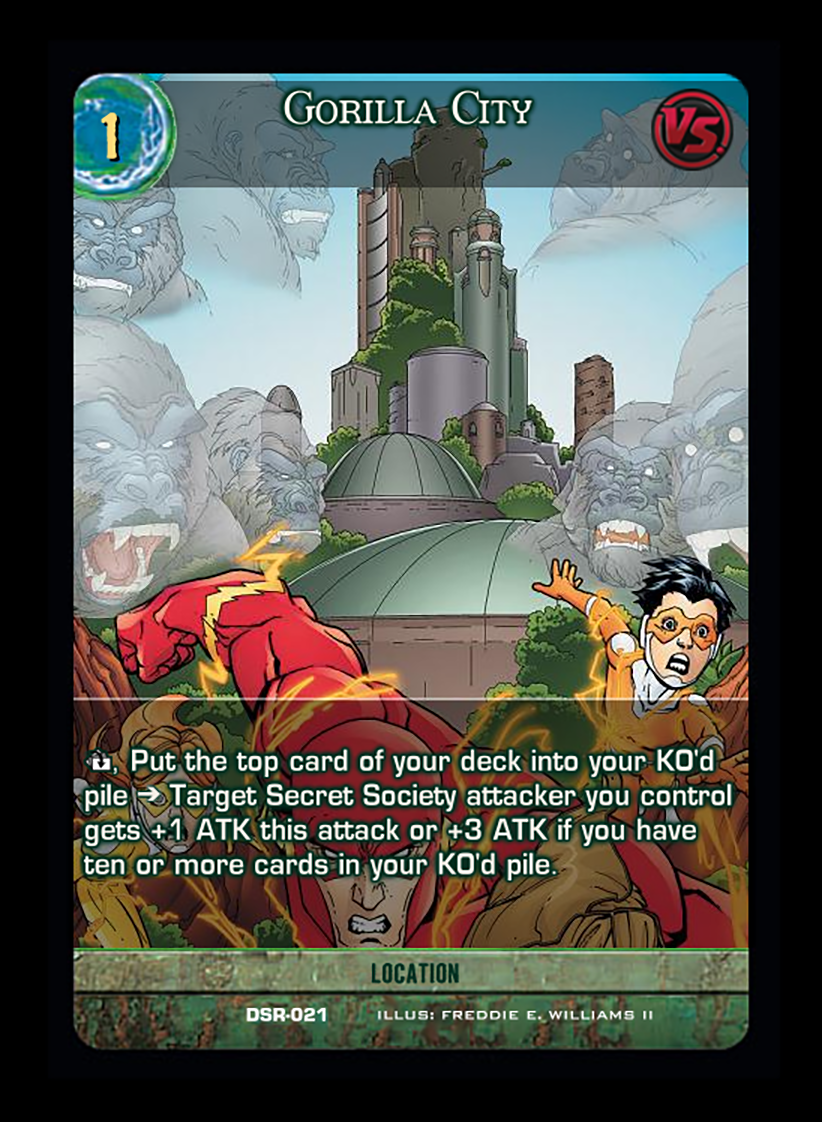 1
GORILLA CITY
VS.
, Put the top card of your deck into your KO'd
pile ➔ Target Secret Society attacker you control
gets +1 ATK this attack or +3 ATK if you have
ten or more cards in your KO'd pile.
LOCATION
DSR-021 ILLUS: FREDDIE E. WILLIAMS II